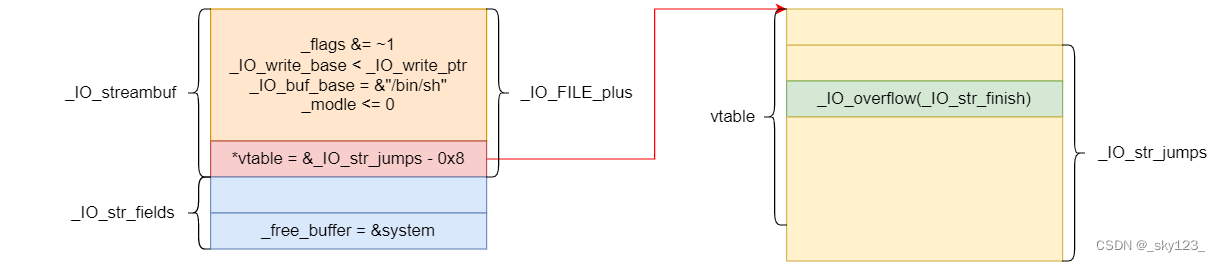 _IO_streambuf
_flags &= ~1
_IO_write_base < _IO_write_ptr
_IO_buf_base = &"/bin/sh"
_modle <= 0
_IO_FILE_plus
*vtable = &_IO_str_jumps - 0x8
_IO_str_fields
_free_buffer = &system
vtable
_IO_overflow(_IO_str_finish)
_IO_str_jumps
CSDN @_sky123_